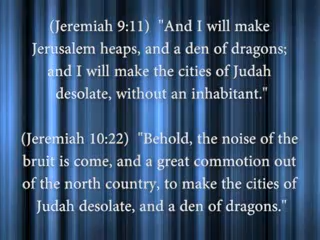 (Jeremiah 9:11)  "And I will make
Jerusalem heaps, and a den of dragons;
and I will make the cities of Judah
desolate, without an inhabitant."
(Jeremiah 10:22)  "Behold, the noise of the
bruit is come, and a great commotion out
of the north country, to make the cities of
Judah desolate, and a den of dragons."